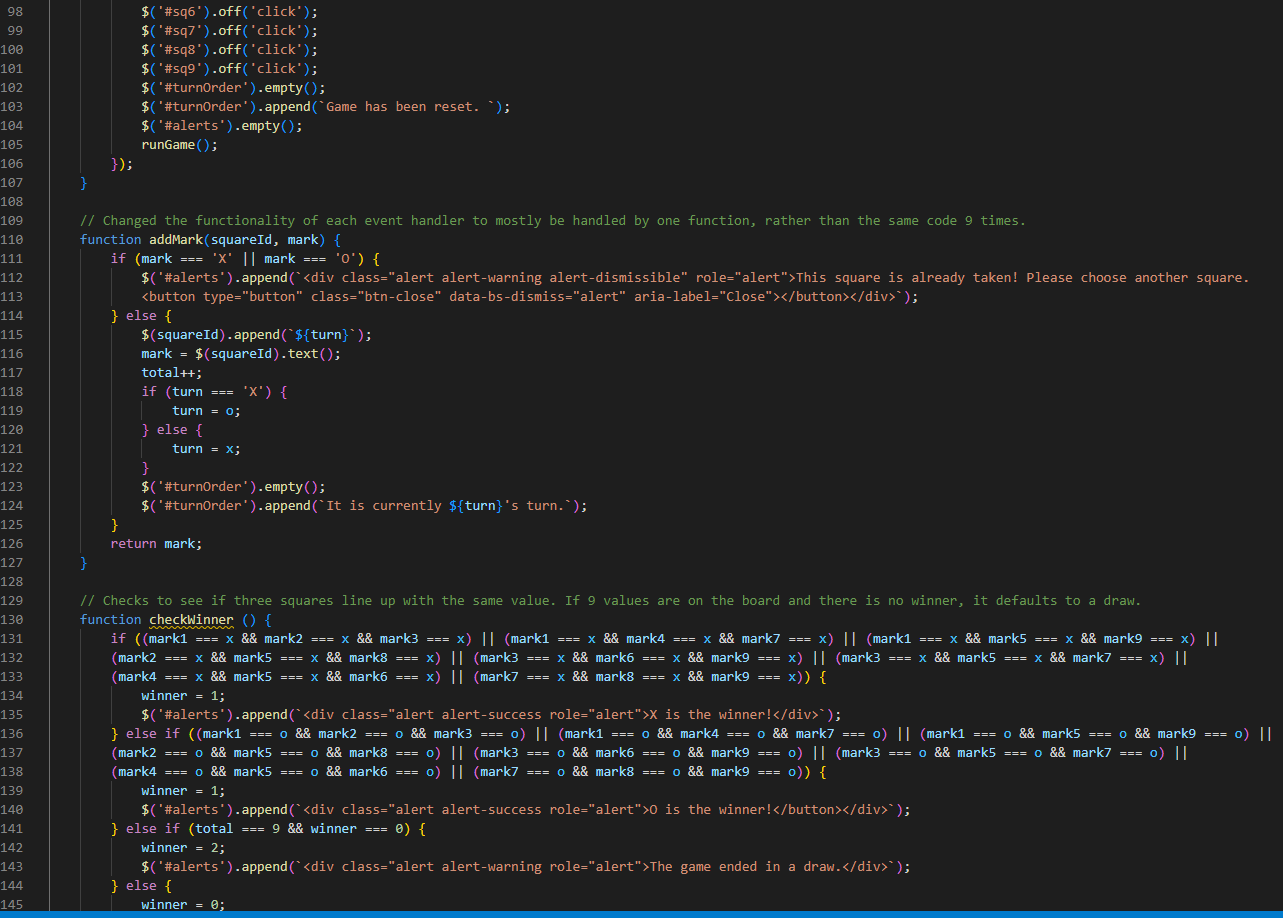 98 $('#sq6').off('click');
99 $('#sq7').off('click');
100 $('#sq8').off('click');
101 $('#sq9').off('click');
102 $('#turnOrder').empty();
103 $('#turnOrder').append(`Game has been reset. `);
104 $('#alerts').empty();
105 runGame();
106 });
107 }
108
109 // Changed the functionality of each event handler to mostly be handled by one function, rather than the same code 9 times.
110 function addMark(squareId, mark) {
111 if (mark === 'X' || mark === 'O') {
112 $('#alerts').append(`<div class="alert alert-warning alert-dismissible" role="alert">This square is already taken! Please choose another square.
113 <button type="button" class="btn-close" data-bs-dismiss="alert" aria-label="Close"></button></div>`);
114 } else {
115 $(squareId).append(`${turn}`);
116 mark = $(squareId).text();
117 total++;
118 if (turn === 'X') {
119 turn = o;
120 } else {
121 turn = x;
122 }
123 $('#turnOrder').empty();
124 $('#turnOrder').append(`It is currently ${turn}'s turn.`);
125 }
126 return mark;
127 }
128
129 // Checks to see if three squares line up with the same value. If 9 values are on the board and there is no winner, it defaults to a draw.
130 function checkWinner () {
131 if ((mark1 === x && mark2 === x && mark3 === x) || (mark1 === x && mark4 === x && mark7 === x) || (mark1 === x && mark5 === x && mark9 === x) ||
132 (mark2 === x && mark5 === x && mark8 === x) || (mark3 === x && mark6 === x && mark9 === x) || (mark3 === x && mark5 === x && mark7 === x) ||
133 (mark4 === x && mark5 === x && mark6 === x) || (mark7 === x && mark8 === x && mark9 === x)) {
134 winner = 1;
135 $('#alerts').append(`<div class="alert alert-success role="alert">X is the winner!</div>`);
136 } else if ((mark1 === o && mark2 === o && mark3 === o) || (mark1 === o && mark4 === o && mark7 === o) || (mark1 === o && mark5 === o && mark9 === o) ||
137 (mark2 === o && mark5 === o && mark8 === o) || (mark3 === o && mark6 === o && mark9 === o) || (mark3 === o && mark5 === o && mark7 === o) ||
138 (mark4 === o && mark5 === o && mark6 === o) || (mark7 === o && mark8 === o && mark9 === o)) {
139 winner = 1;
140 $('#alerts').append(`<div class="alert alert-success role="alert">O is the winner!</button></div>`);
141 } else if (total === 9 && winner === 0) {
142 winner = 2;
143 $('#alerts').append(`<div class="alert alert-warning role="alert">The game ended in a draw.</div>`);
144 } else {
145 winner = 0;